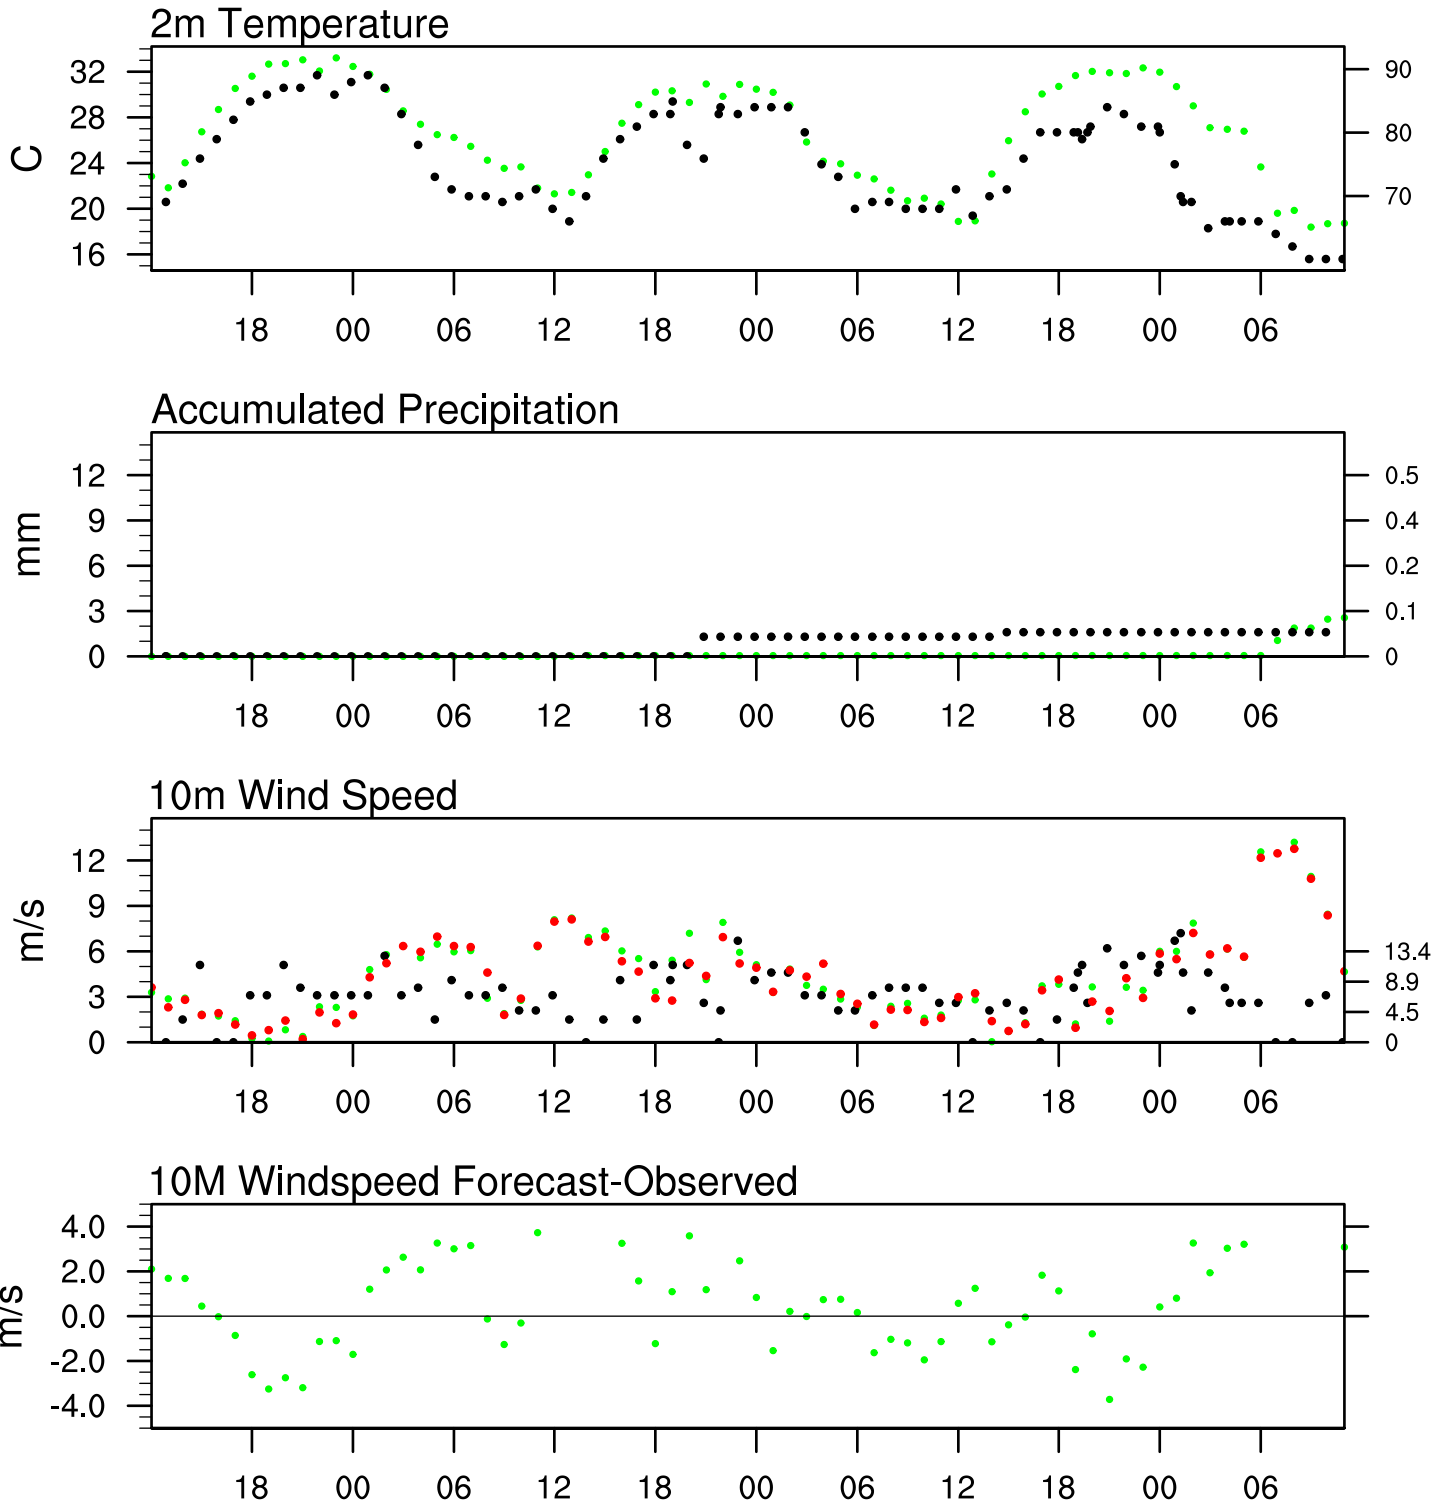 2m Temperature
32
28
24
20
16
C
90
80
70
18 00 06 12 18 00 06 12 18 00 06
Accumulated Precipitation
12
9
6
3
0
mm
0.5
0.4
0.2
0.1
0
18 00 06 12 18 00 06 12 18 00 06
10m Wind Speed
12
9
6
3
0
m/s
13.4
8.9
4.5
0
18 00 06 12 18 00 06 12 18 00 06
10M Windspeed Forecast-Observed
4.0
2.0
0.0
-2.0
-4.0
m/s
18 00 06 12 18 00 06 12 18 00 06